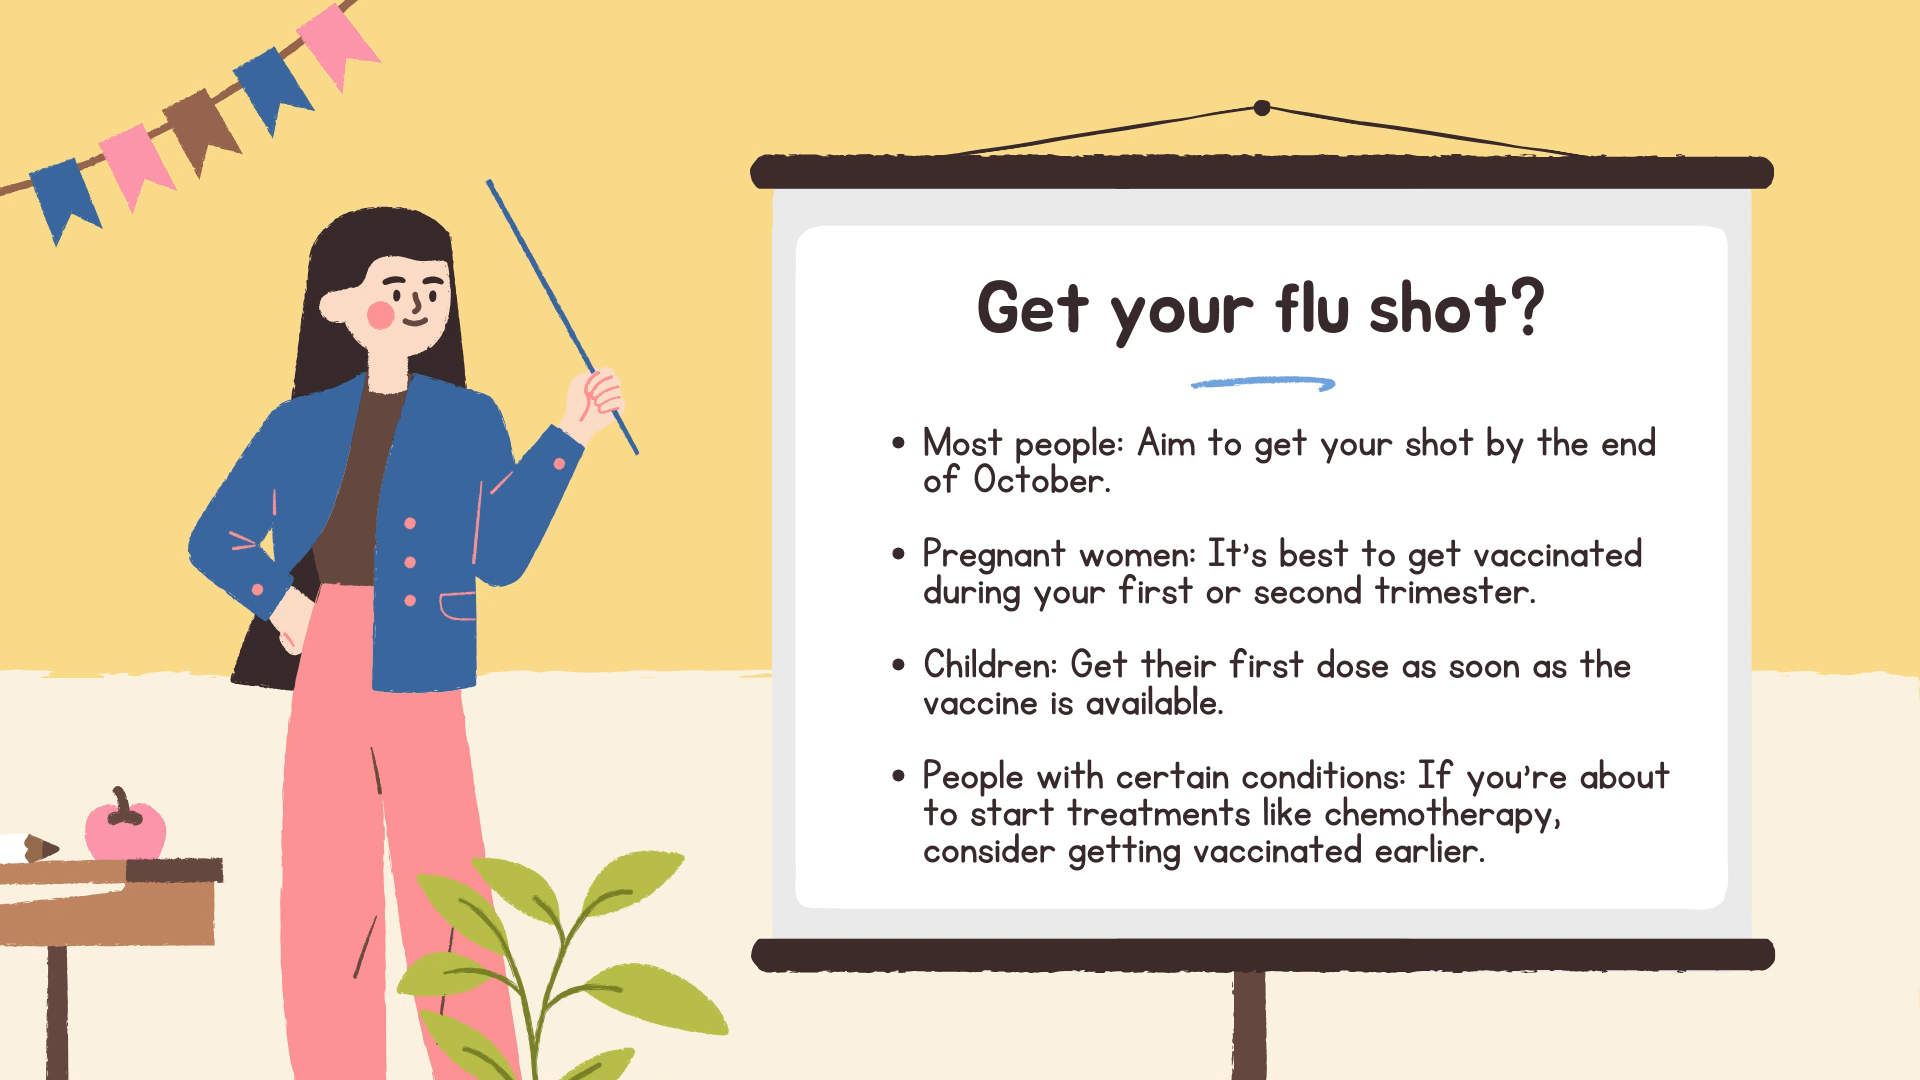 Get your flu shot?
• Most people: Aim to get your shot by the end
of October.
• Pregnant women: It's best to get vaccinated
during your first or second trimester.
• Children: Get their first dose as soon as the
vaccine is available.
• People with certain conditions: If you're about
to start treatments like chemotherapy,
consider getting vaccinated earlier.